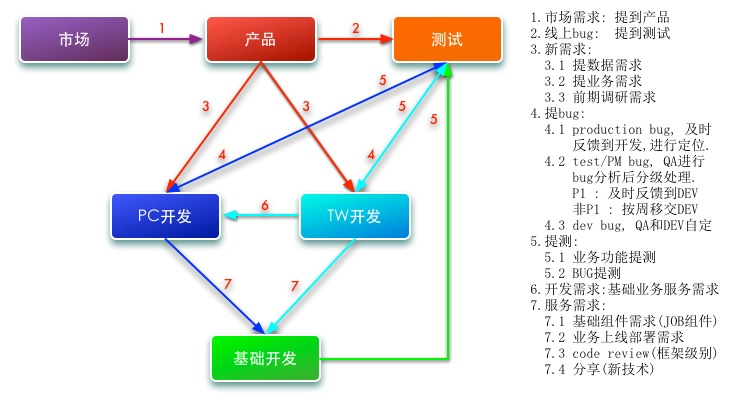 市场
1
产品
2
测试
3
3
5
5
5
4
4
PC开发
6
TW开发
7
7
基础开发
1.市场需求: 提到产品
2.线上bug: 提到测试
3.新需求:
3.1 提数据需求
3.2 提业务需求
3.3 前期调研需求
4.提bug:
4.1 production bug, 及时
反馈到开发,进行定位.
4.2 test/PM bug, QA进行
bug分析后分级处理.
P1 : 及时反馈到DEV
非P1 : 按周移交DEV
4.3 dev bug, QA和DEV自定
5.提测:
5.1 业务功能提测
5.2 BUG提测
6.开发需求:基础业务服务需求
7.服务需求:
7.1 基础组件需求(JOB组件)
7.2 业务上线部署需求
7.3 code review(框架级别)
7.4 分享(新技术)